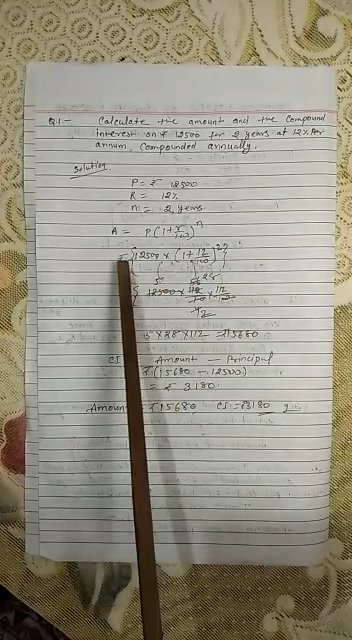 Q.1- Calculate the amount and the Compound
interest on ₹ 12500 for 2 years at 12% Per
annum, Compounded annually.
Solution
P = ₹ 12500
R = 12%
n = 2 years.
A = P(1+r/100)^n
₹ {12500 × (1+12/100)^2}
12500 × 112
5 × 28 × 112 = ₹15680
CI Amount – Principal
₹(15680 – 12500)
= ₹ 3180.
Amount = ₹15680 CI = ₹3180